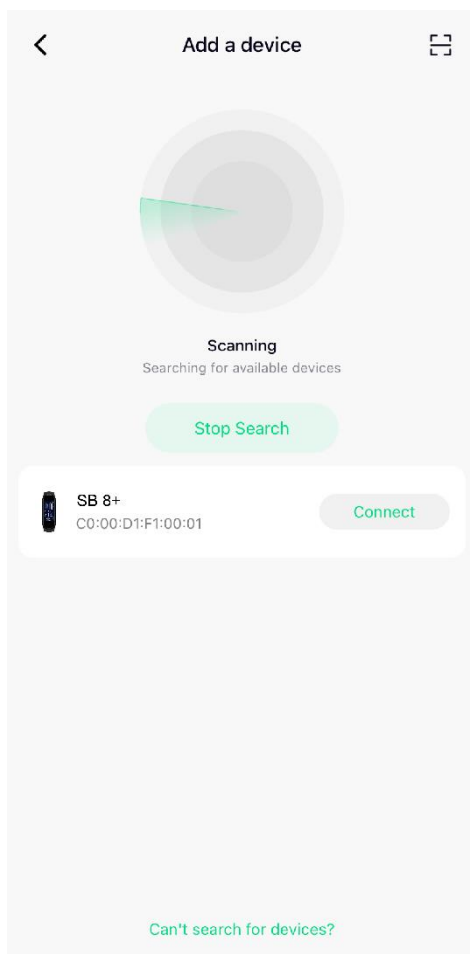 Add a device
Scanning
Searching for available devices
Stop Search
SB 8+
C0:00:D1:F1:00:01
Connect
Can't search for devices?